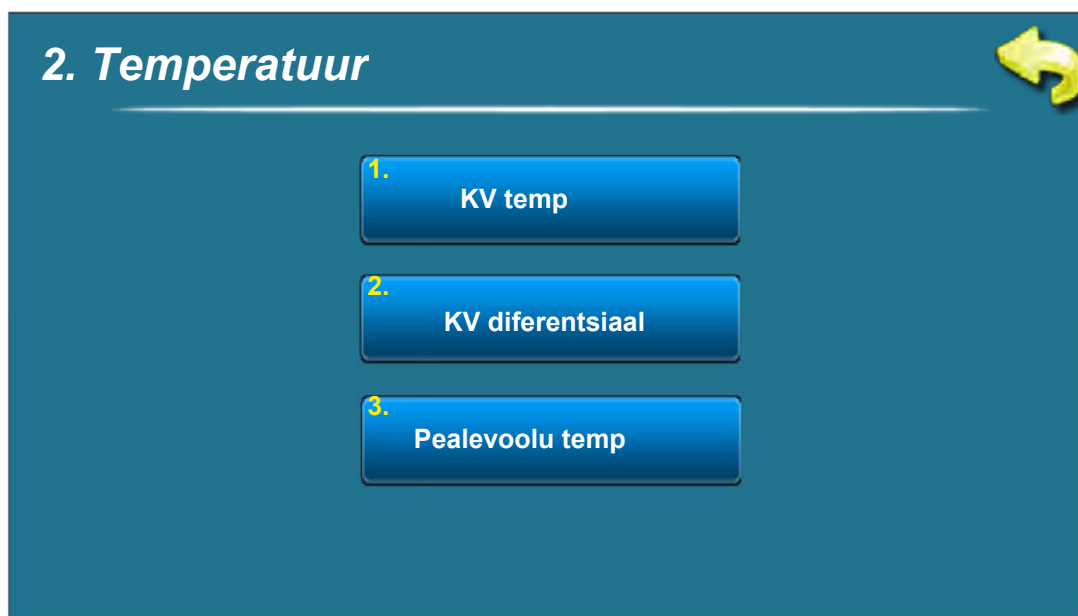 2. Temperatuur
1.
KV temp
2.
KV diferentsiaal
3.
Pealevoolu temp